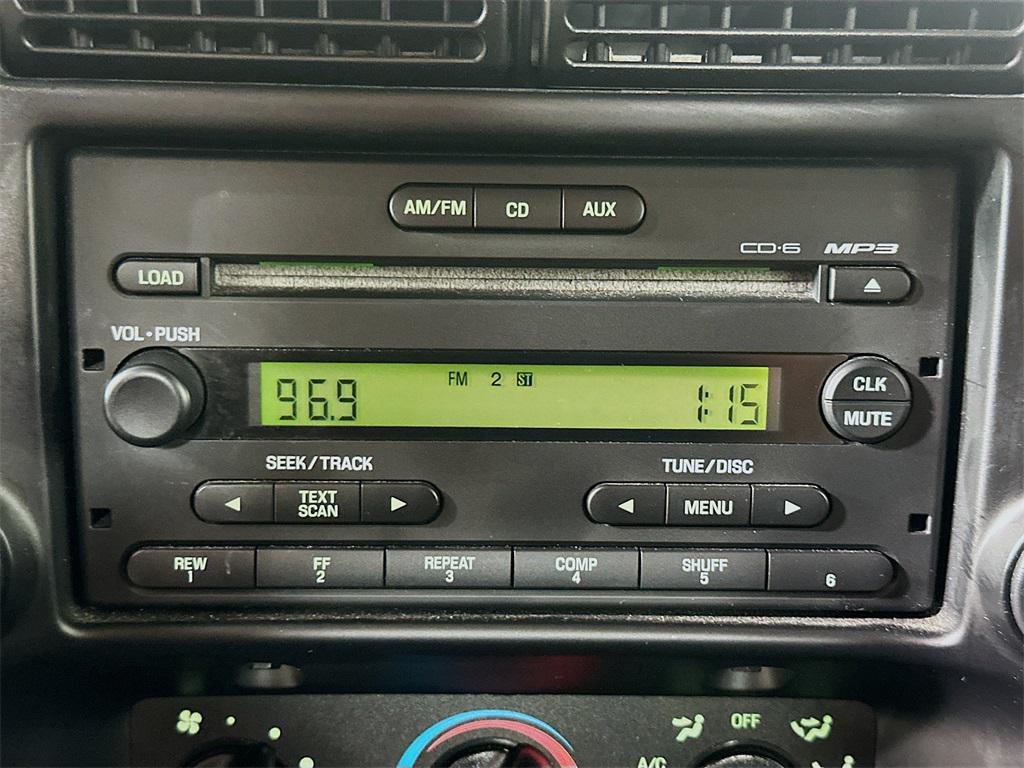 AM/FM CD AUX
CD·6 MP3
LOAD
VOL•PUSH
96.9 FM 2 ST 1:15
CLK
MUTE
SEEK/TRACK TUNE/DISC
TEXT
SCAN
MENU
REW FF REPEAT COMP SHUFF
1 2 3 4 5 6
OFF
A/C